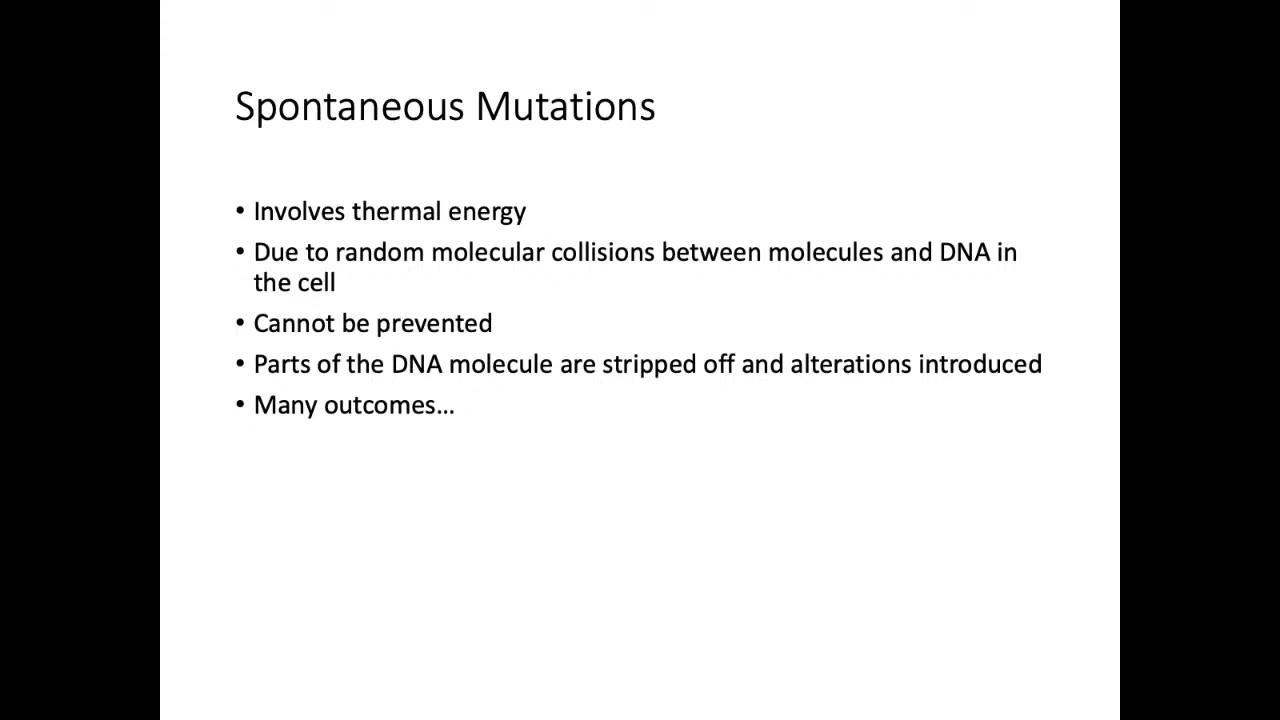 Spontaneous Mutations
• Involves thermal energy
• Due to random molecular collisions between molecules and DNA in
the cell
• Cannot be prevented
• Parts of the DNA molecule are stripped off and alterations introduced
• Many outcomes…